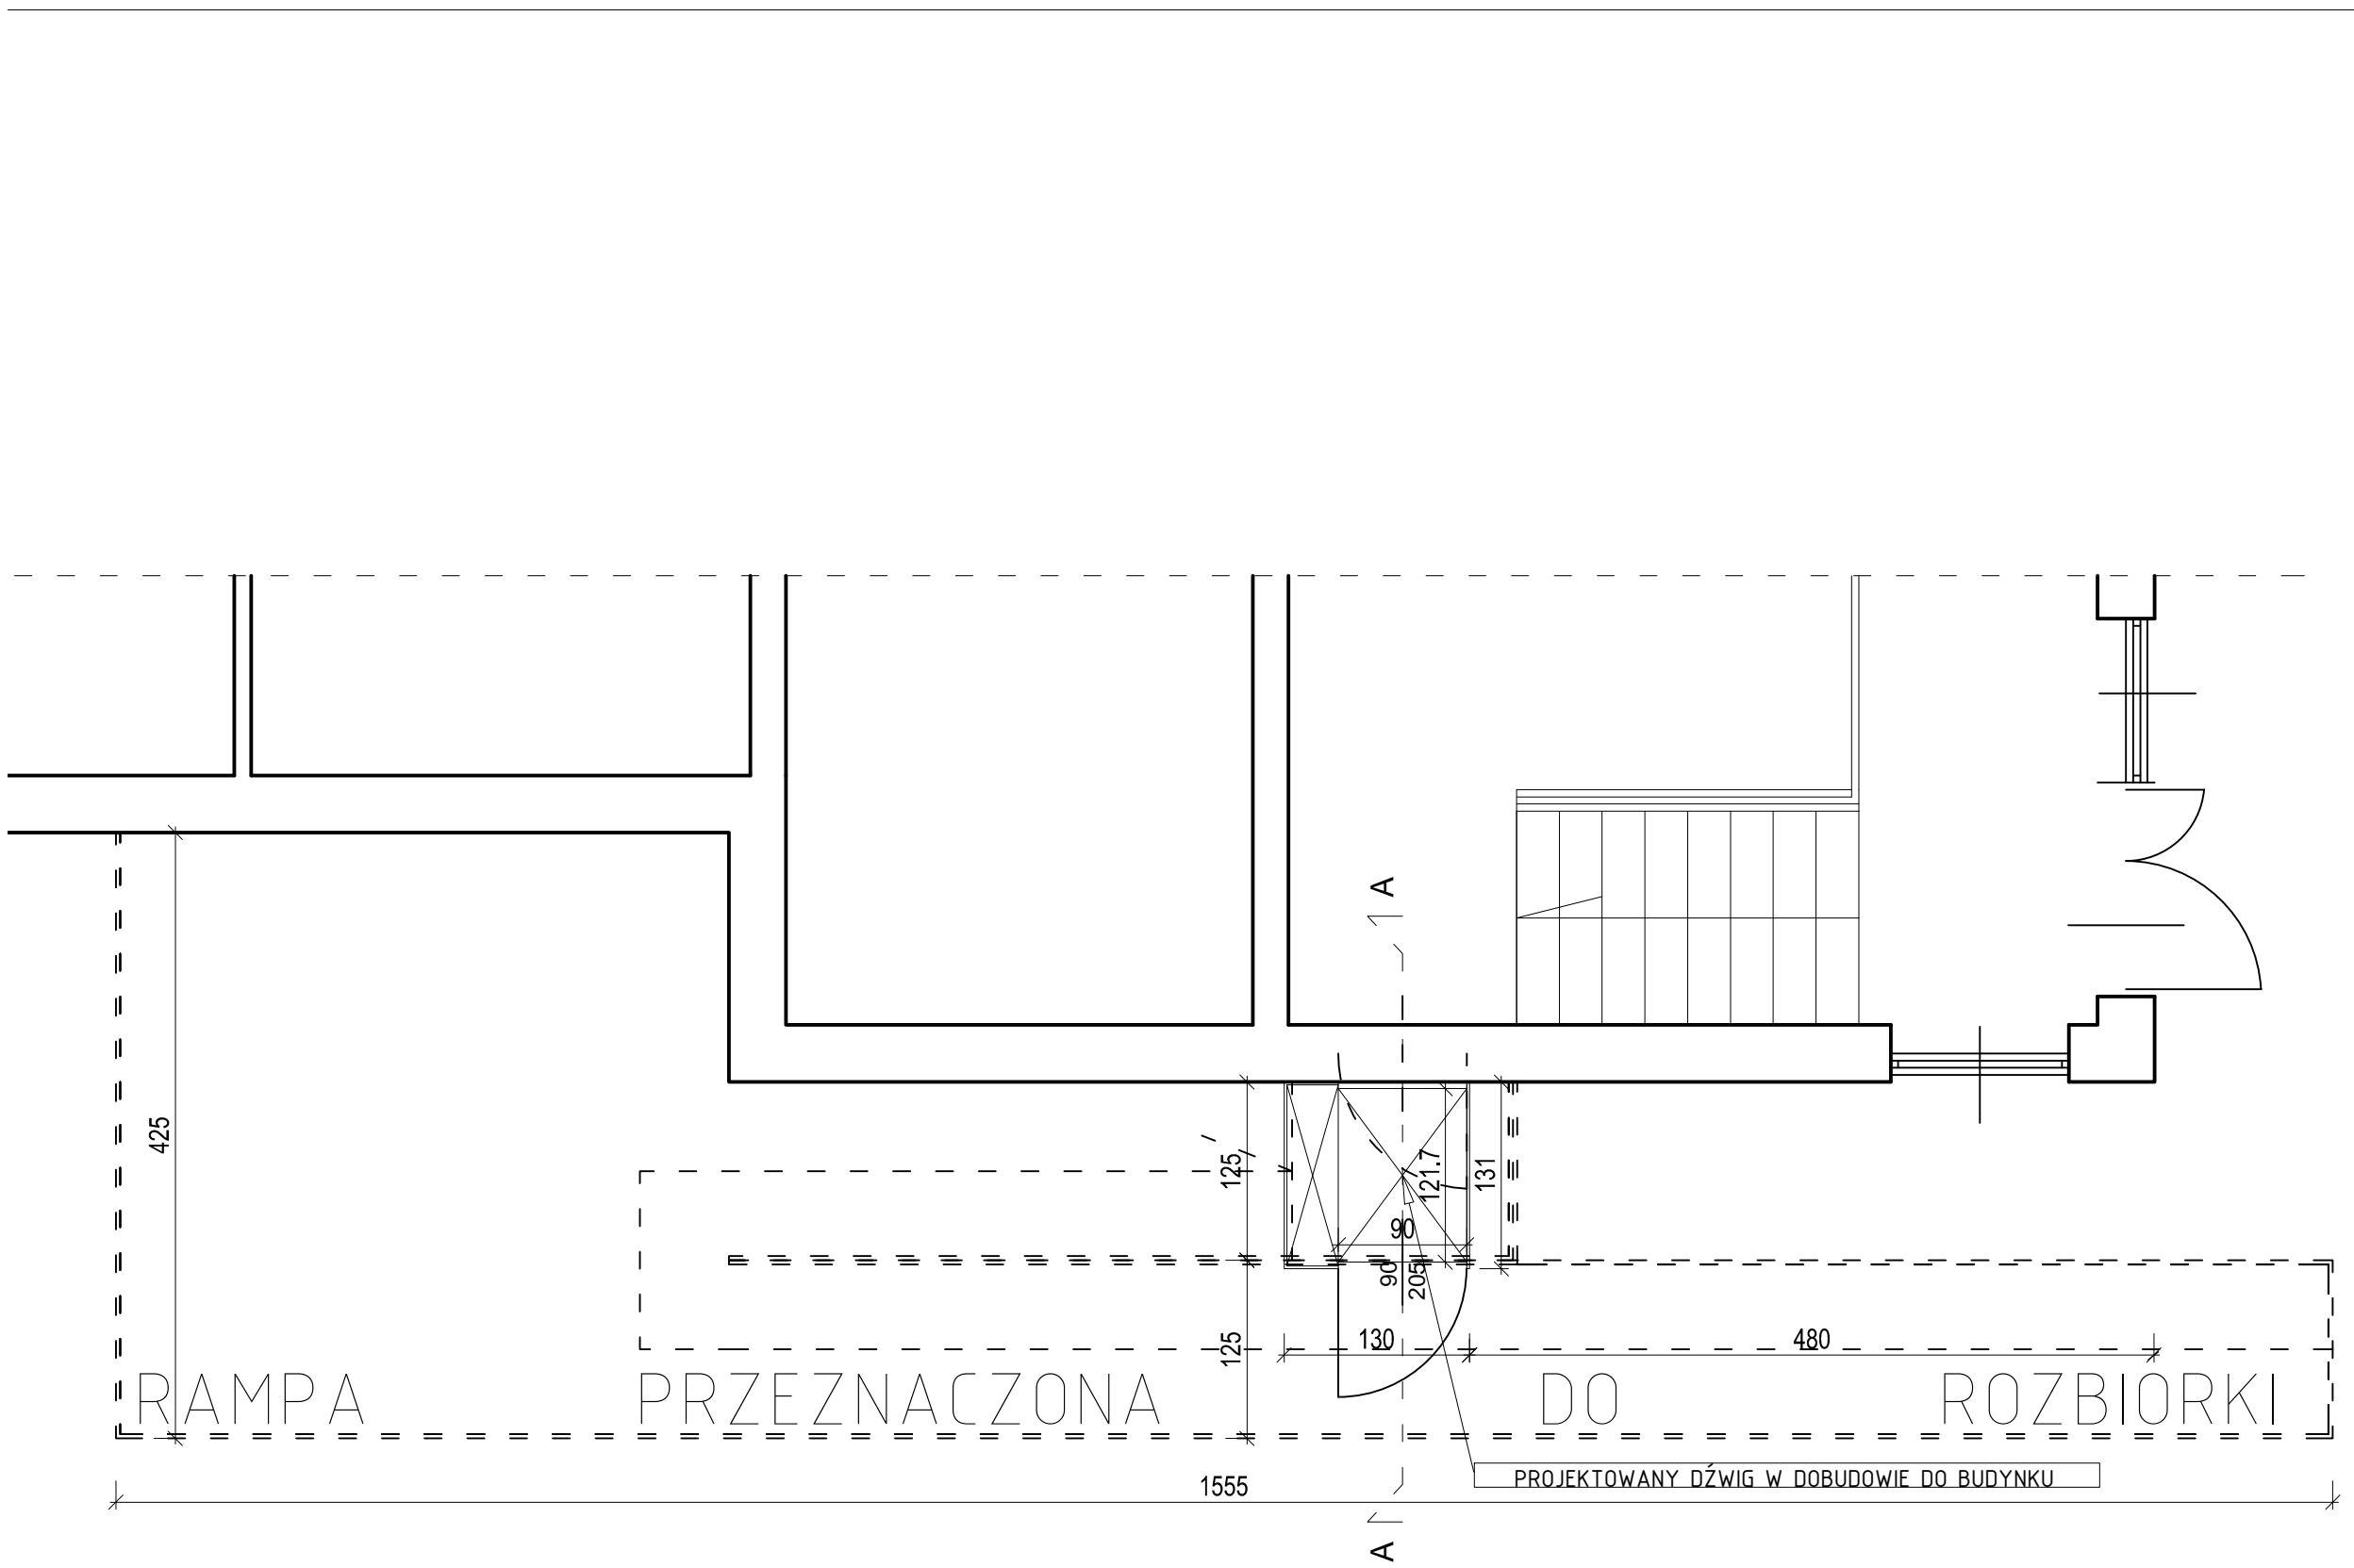 A
425
125
121.7
131
90
90
205
125
130
480
RAMPA PRZEZNACZONA DO ROZBIORKI
1555
PROJEKTOWANY DŹWIG W DOBUDOWIE DO BUDYNKU
A